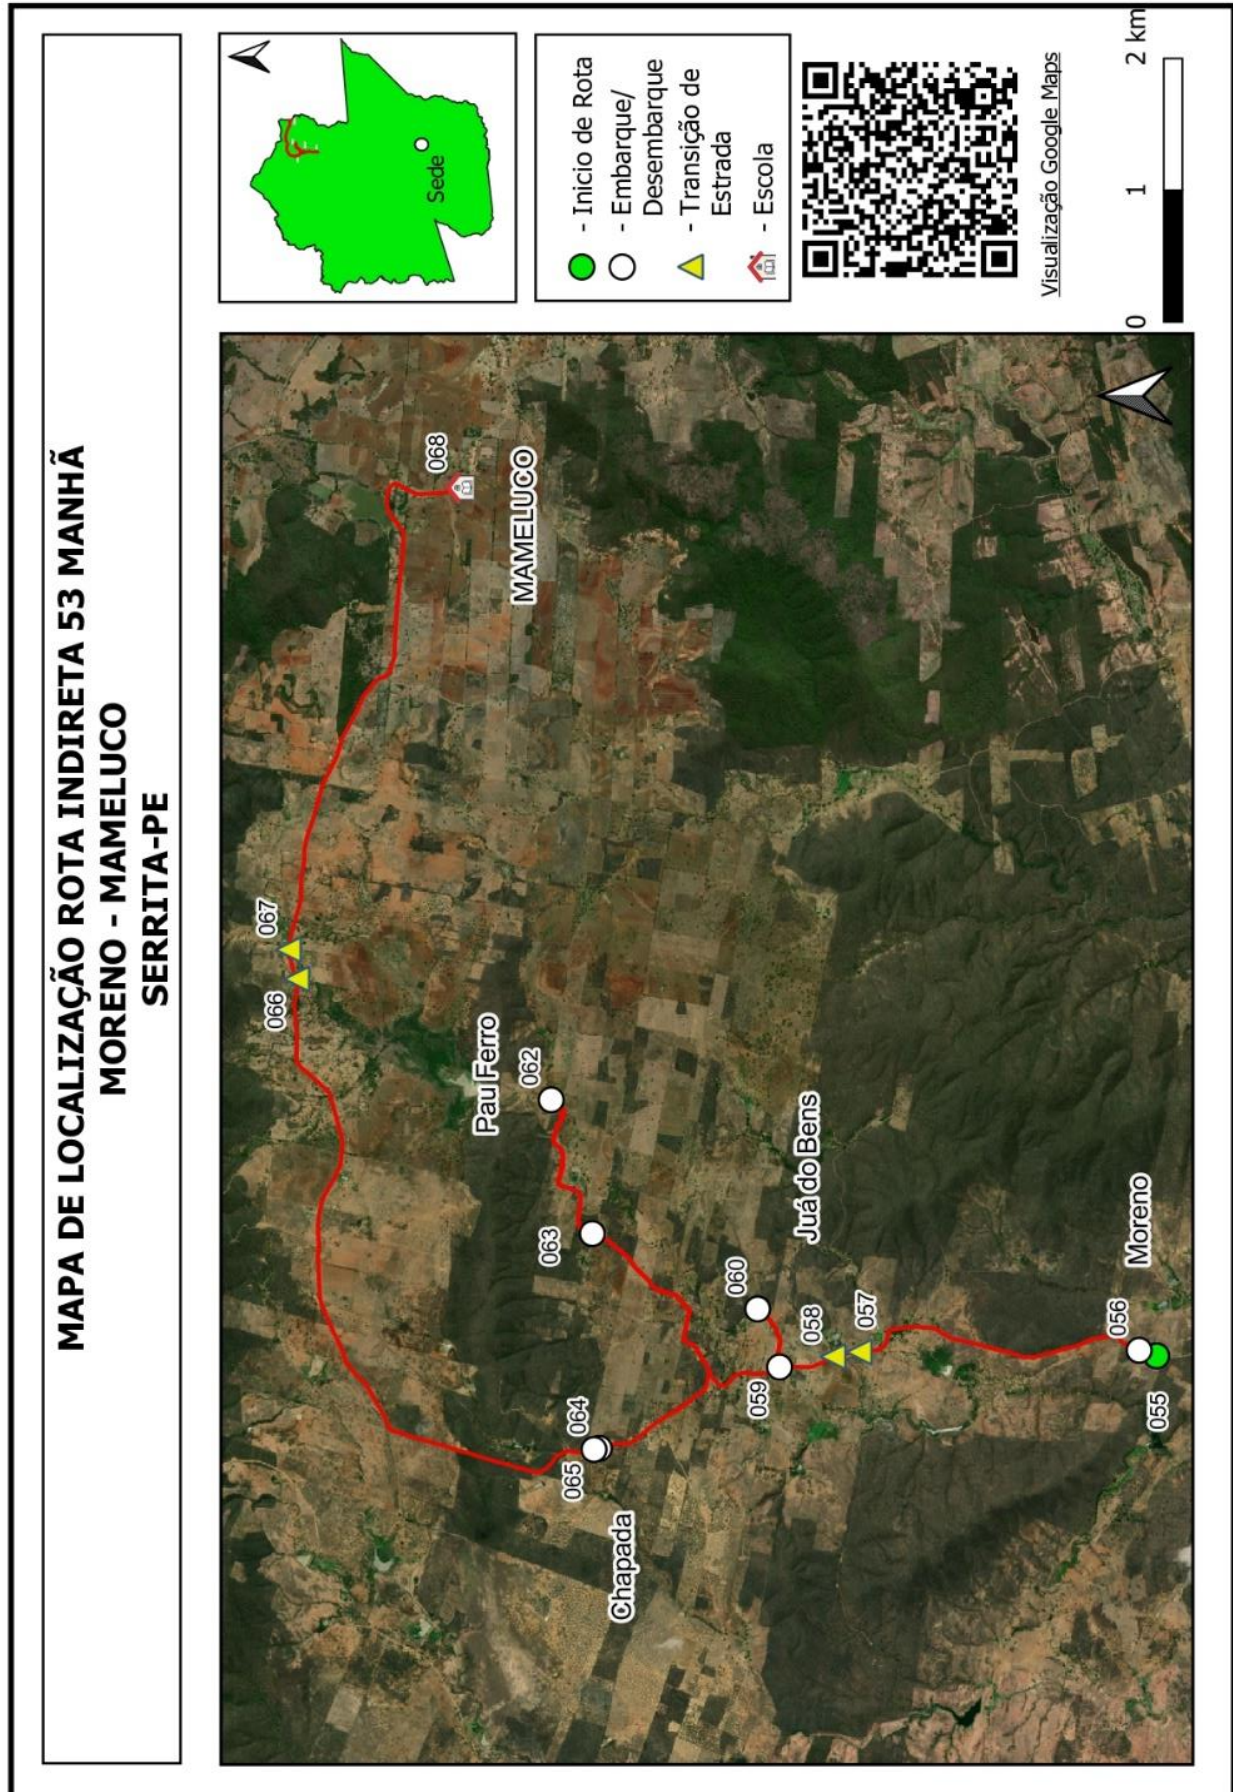 MAPA DE LOCALIZAÇÃO ROTA INDIRETA 53 MANHÃ
MORENO - MAMELUCO
SERRITA-PE
067
066
068
MAMELUCO
Pau Ferro
062
063
065
064
Chapada
060
059
Juá do Bens
058
057
Moreno
056
055
Sede
- Inicio de Rota
- Embarque/
Desembarque
- Transição de
Estrada
- Escola
Visualização Google Maps
0
1
2 km